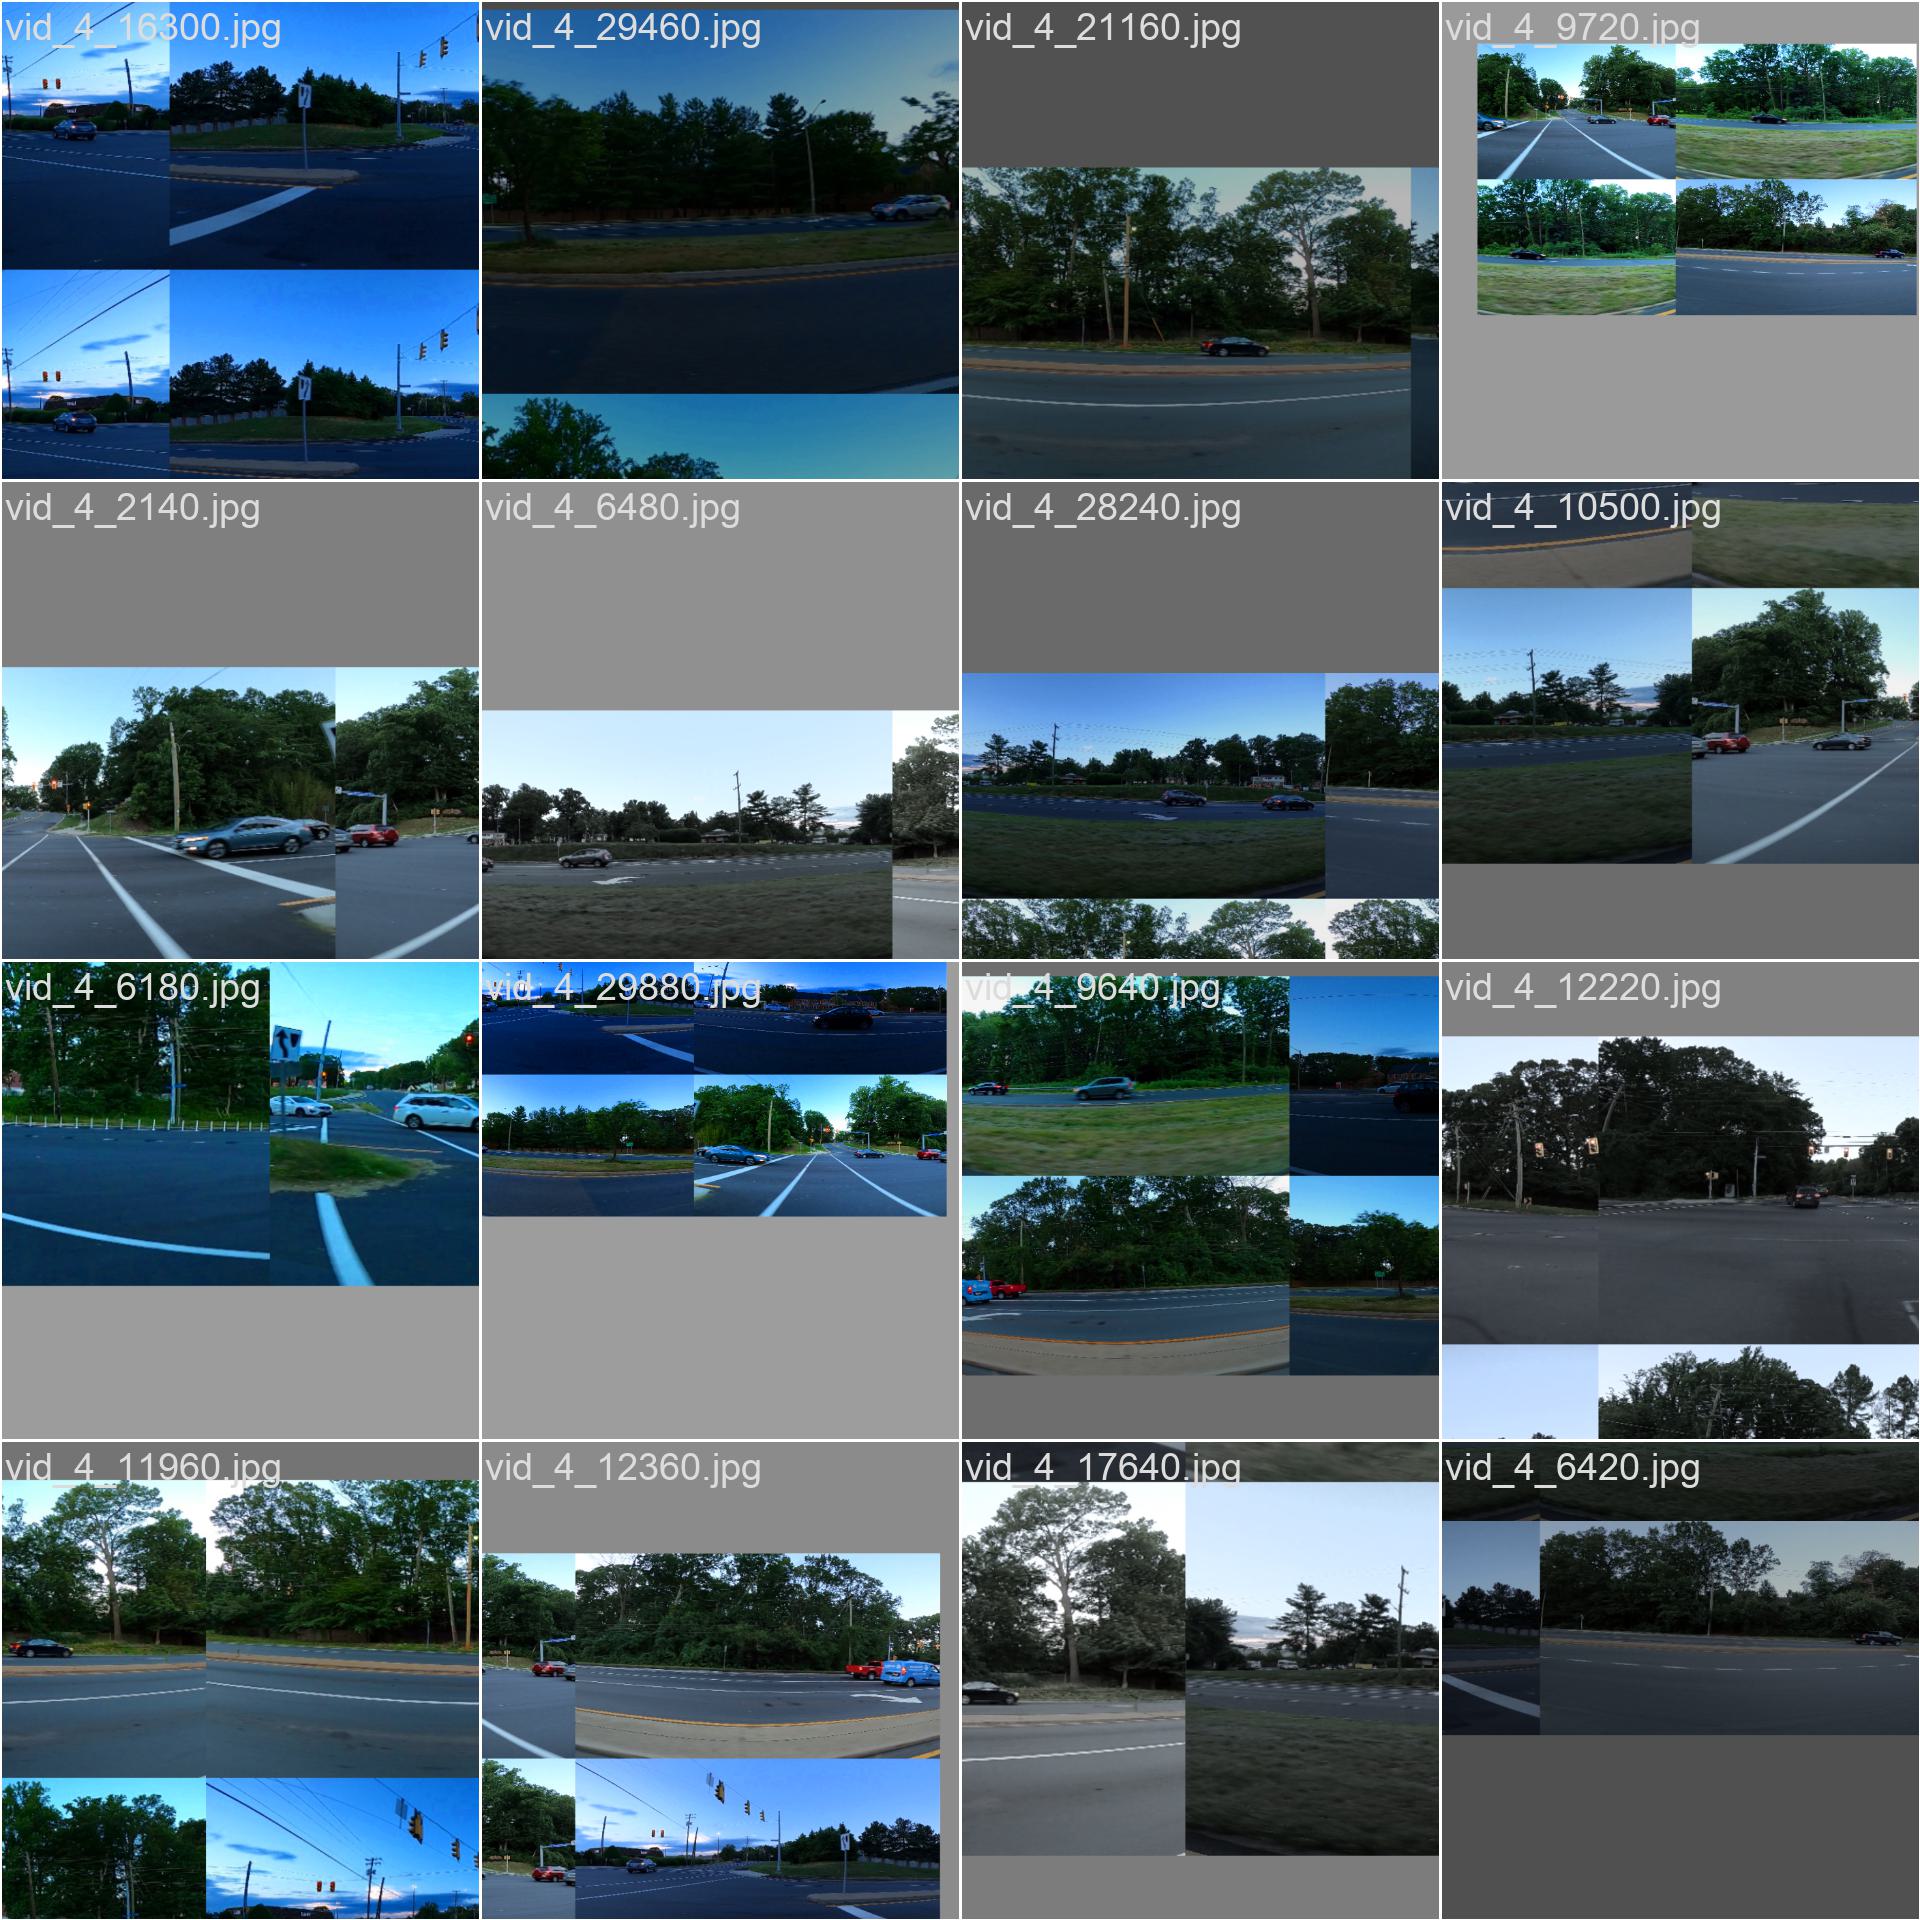 vid_4_16300.jpg
vid_4_29460.jpg
vid_4_21160.jpg
vid_4_9720.jpg
vid_4_2140.jpg
vid_4_6480.jpg
vid_4_28240.jpg
vid_4_10500.jpg
vid_4_6180.jpg
vid_4_29880.jpg
vid_4_9640.jpg
vid_4_12220.jpg
vid_4_11960.jpg
vid_4_12360.jpg
vid_4_17640.jpg
vid_4_6420.jpg